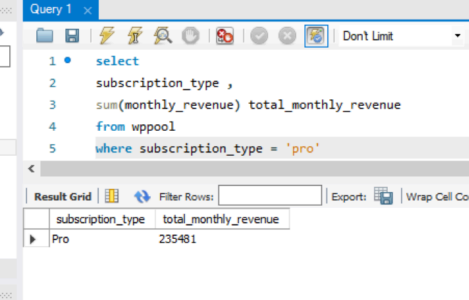 Query 1
Don't Limit
1 select
2 subscription_type ,
3 sum(monthly_revenue) total_monthly_revenue
4 from wppool
5 where subscription_type = 'pro'
Result Grid Filter Rows: Export: Wrap Cell Co
subscription_type total_monthly_revenue
Pro 235481